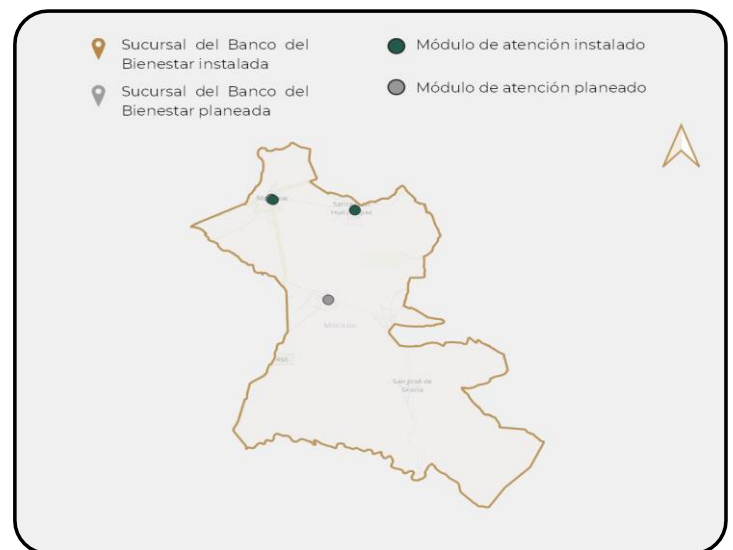 Sucursal del Banco del
Bienestar instalada
Sucursal del Banco del
Bienestar planeada
Módulo de atención instalado
Módulo de atención planeado
San José de
Gracia